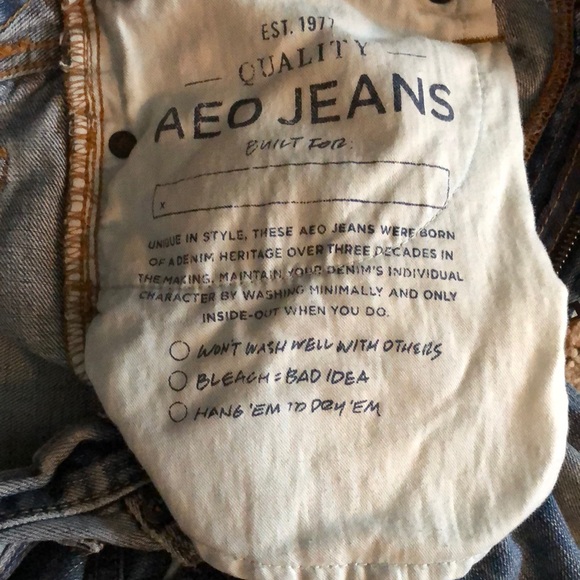 EST. 1977
— QUALITY —
AEO JEANS
BUILT FOR:
x
UNIQUE IN STYLE, THESE AEO JEANS WERE BORN
OF A DENIM HERITAGE OVER THREE DECADES IN
THE MAKING. MAINTAIN YOUR DENIM'S INDIVIDUAL
CHARACTER BY WASHING MINIMALLY AND ONLY
INSIDE-OUT WHEN YOU DO.
WON'T WASH WELL WITH OTHERS
BLEACH = BAD IDEA
HANG 'EM TO DRY 'EM